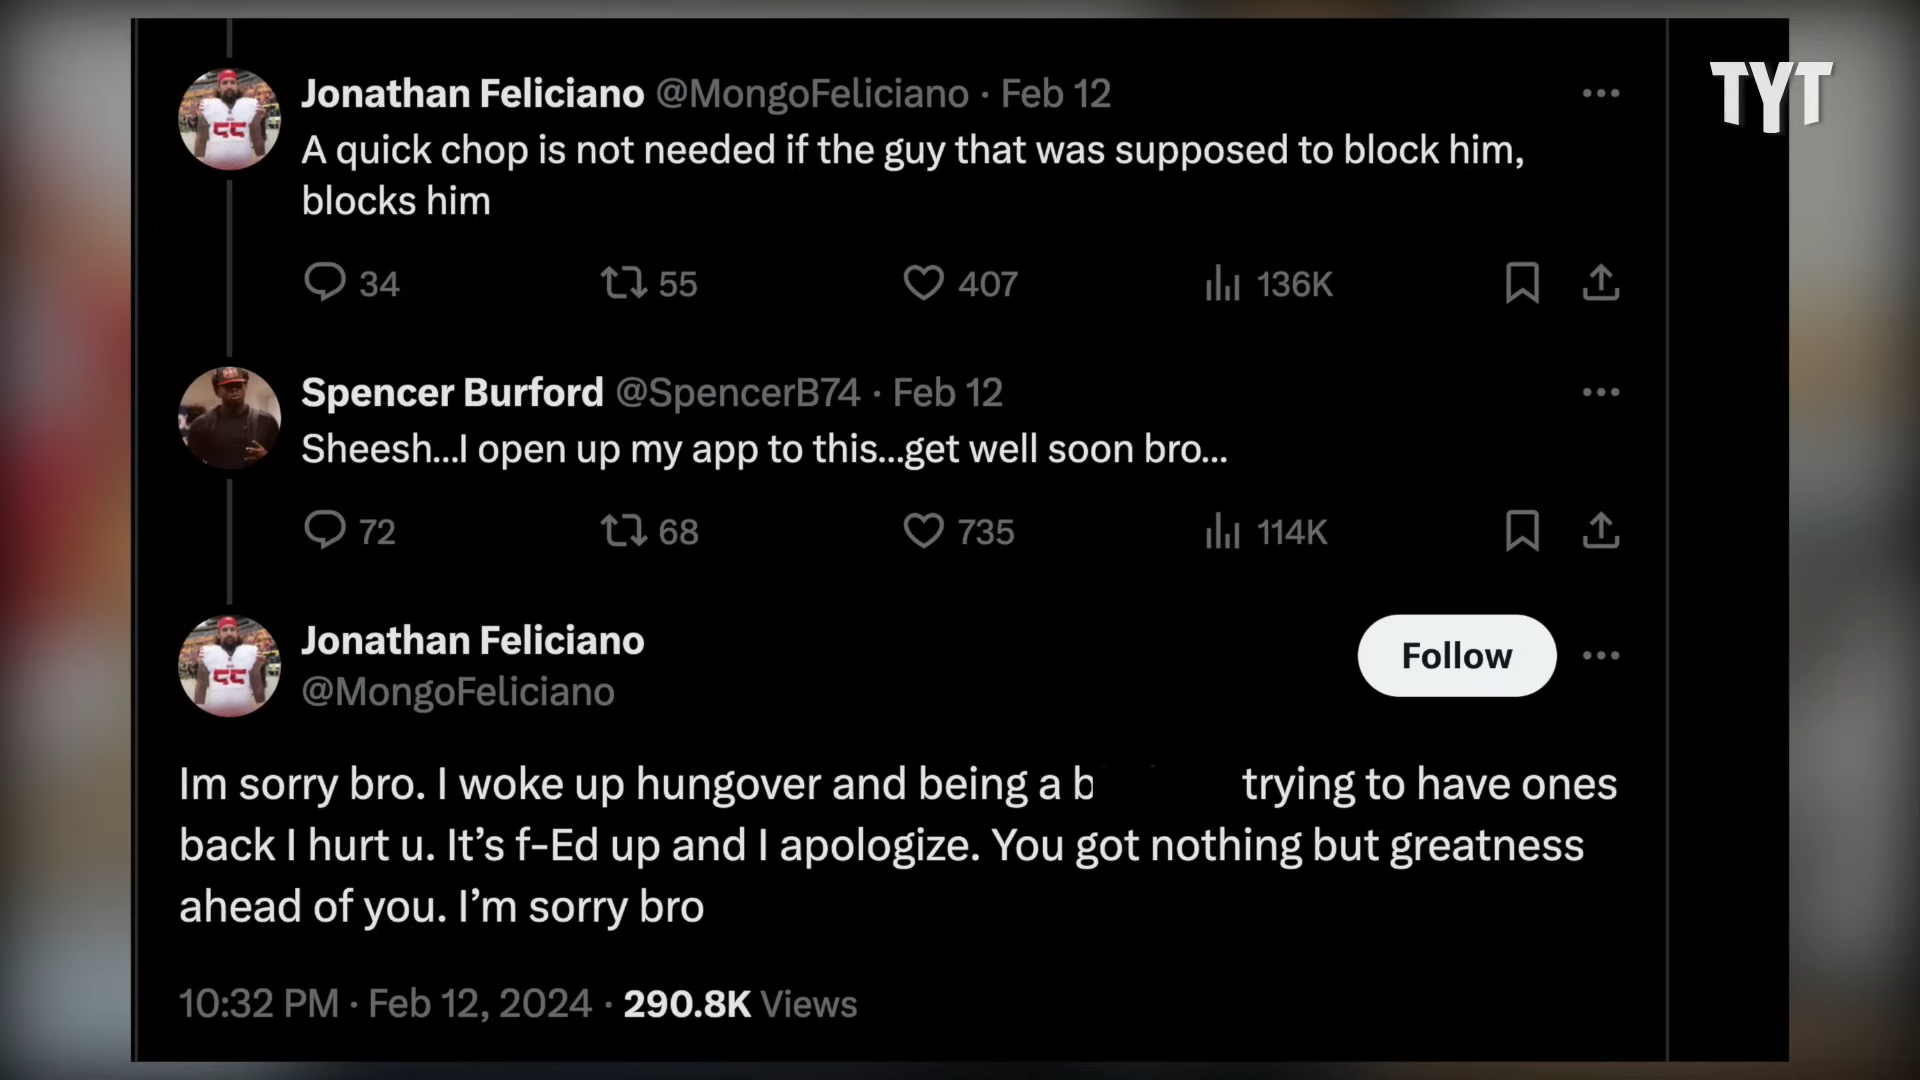 TYT
Jonathan Feliciano @MongoFeliciano · Feb 12
A quick chop is not needed if the guy that was supposed to block him,
blocks him
34 55 407 136K
Spencer Burford @SpencerB74 · Feb 12
Sheesh...I open up my app to this...get well soon bro...
72 68 735 114K
Jonathan Feliciano
@MongoFeliciano
Follow
Im sorry bro. I woke up hungover and being a b trying to have ones
back I hurt u. It’s f-Ed up and I apologize. You got nothing but greatness
ahead of you. I’m sorry bro
10:32 PM · Feb 12, 2024 · 290.8K Views